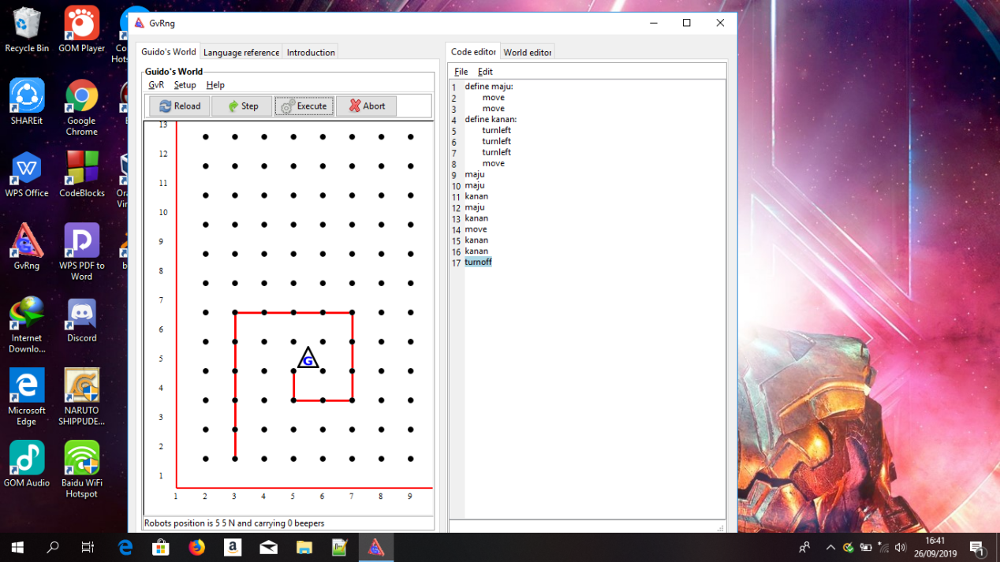 GvRng
Recycle Bin
GOM Player
Co
Hots
SHAREit
Google
Chrome
WPS Office
CodeBlocks
Ora
Vir
GvRng
WPS PDF to
Word
Internet
Downlo...
Discord
Microsoft
Edge
NARUTO
SHIPPUDE...
GOM Audio
Baidu WiFi
Hotspot
Guido's World
Language reference
Introduction
Guido's World
GvR
Setup
Help
Reload
Step
Execute
Abort
13
12
11
10
9
8
7
6
5
4
3
2
1
G
1 2 3 4 5 6 7 8 9
Robots position is 5 5 N and carrying 0 beepers
Code editor
World editor
File
Edit
1 define maju:
2 move
3 move
4 define kanan:
5 turnleft
6 turnleft
7 turnleft
8 move
9 maju
10 maju
11 kanan
12 maju
13 kanan
14 move
15 kanan
16 kanan
17 turnoff
16:41
26/09/2019
1